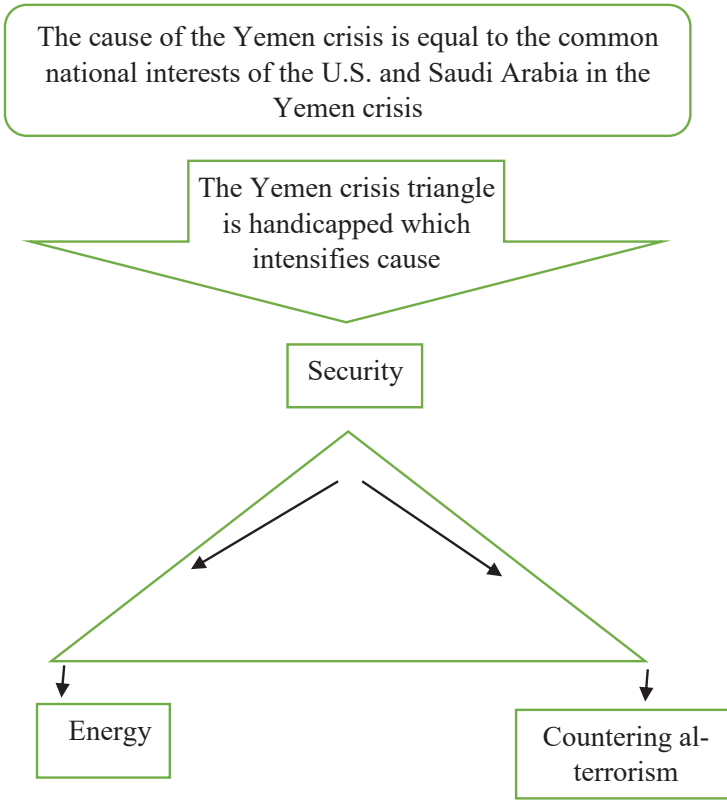 The cause of the Yemen crisis is equal to the common
national interests of the U.S. and Saudi Arabia in the
Yemen crisis
The Yemen crisis triangle
is handicapped which
intensifies cause
Security
Energy
Countering al-
terrorism